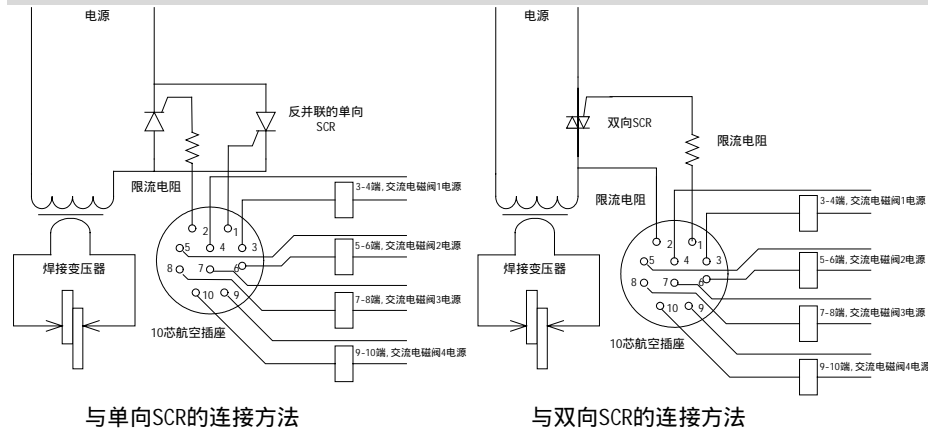 电源
反并联的单向
SCR
限流电阻
3-4端,交流电磁阀1电源
2
1
5
4
3
5-6端,交流电磁阀2电源
焊接变压器
8
7
6
7-8端,交流电磁阀3电源
10
9
10芯航空插座
9-10端,交流电磁阀4电源
与单向SCR的连接方法
电源
双向SCR
限流电阻
限流电阻
3-4端,交流电磁阀1电源
2
1
5
4
3
5-6端,交流电磁阀2电源
焊接变压器
8
7
6
7-8端,交流电磁阀3电源
10
9
10芯航空插座
9-10端,交流电磁阀4电源
与双向SCR的连接方法